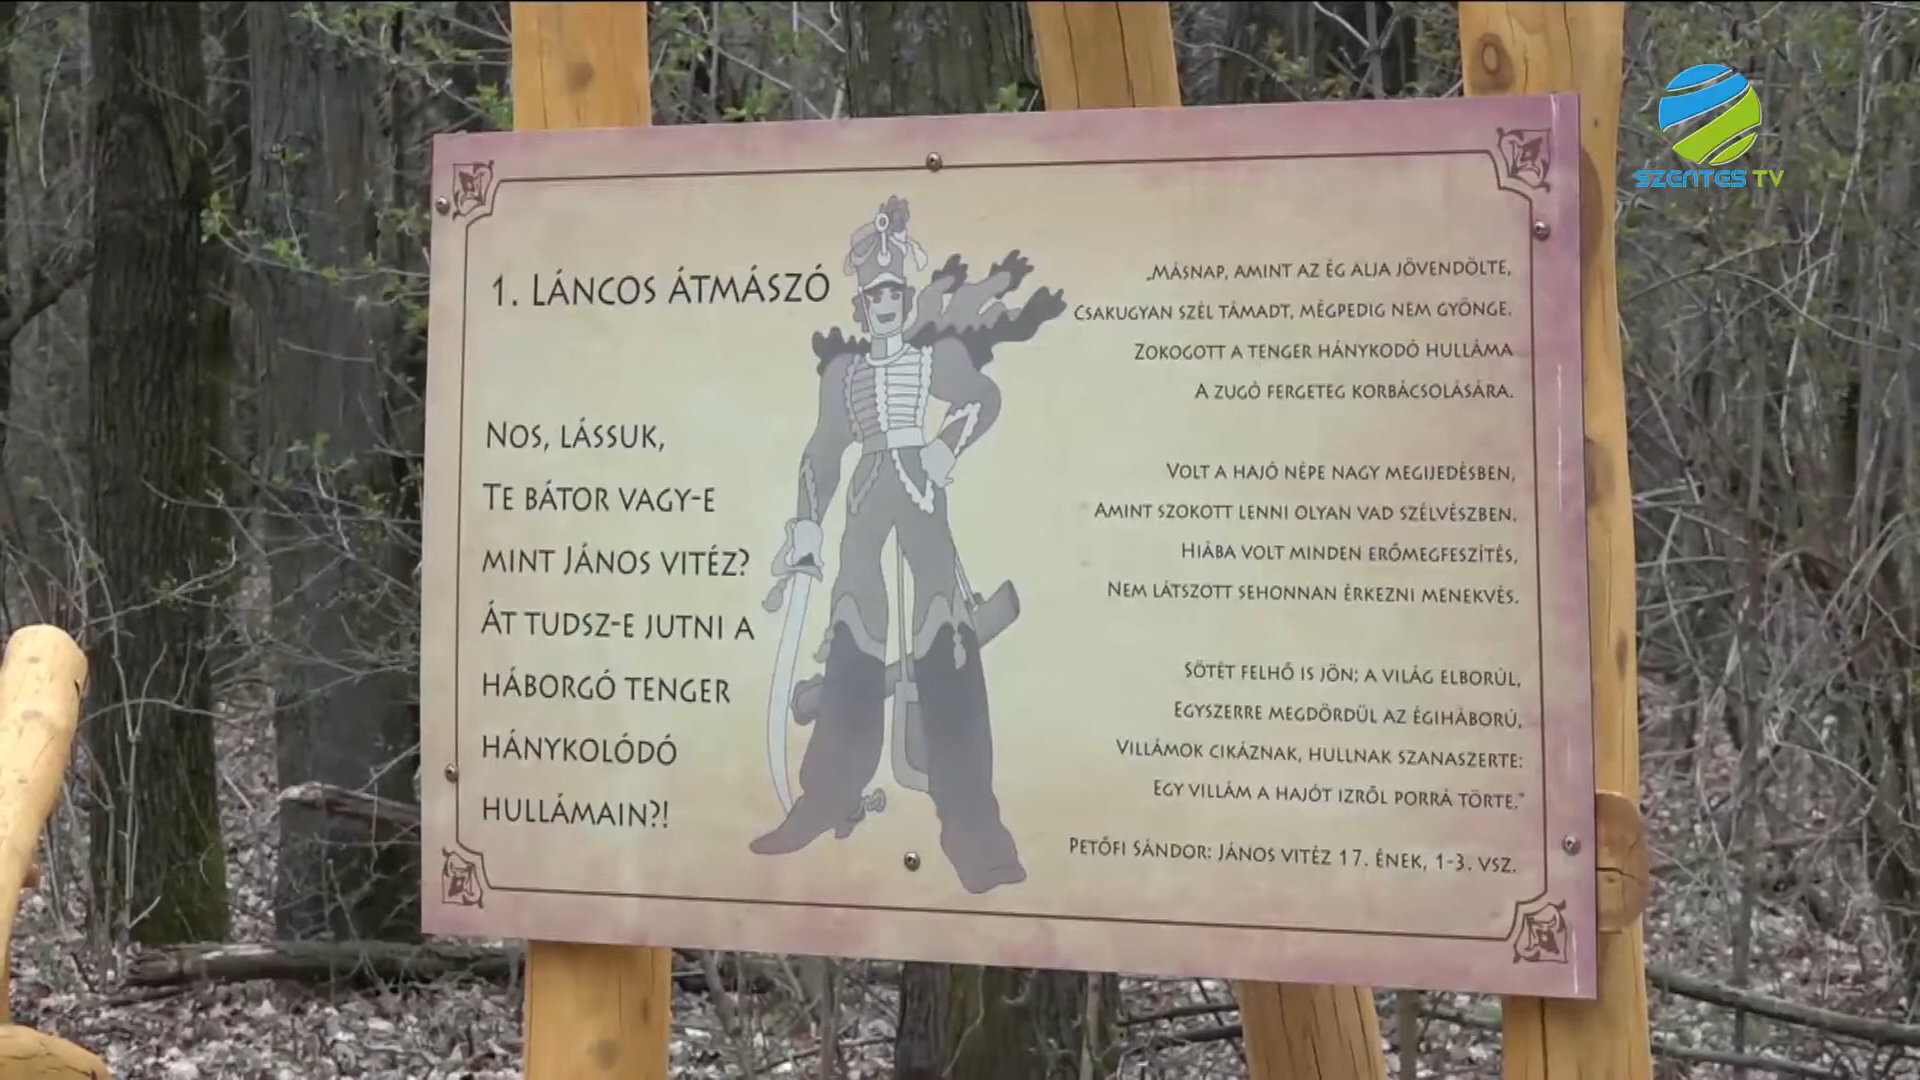 SZENTES TV
1. LÁNCOS ÁTMÁSZÓ
NOS, LÁSSUK,
TE BÁTOR VAGY-E
MINT JÁNOS VITÉZ?
ÁT TUDSZ-E JUTNI A
HÁBORGÓ TENGER
HÁNYKOLÓDÓ
HULLÁMAIN?!
„MÁSNAP, AMINT AZ ÉG ALJA JÖVENDÖLTE,
CSAKUGYAN SZÉL TÁMADT, MÉGPEDIG NEM GYÖNGE.
ZOKOGOTT A TENGER HÁNYKODÓ HULLÁMA
A ZUGÓ FERGETEG KORBÁCSOLÁSÁRA.
VOLT A HAJÓ NÉPE NAGY MEGIJEDÉSBEN,
AMINT SZOKOTT LENNI OLYAN VAD SZÉLVÉSZBEN.
HIÁBA VOLT MINDEN ERŐMEGFESZÍTÉS,
NEM LÁTSZOTT SEHONNAN ÉRKEZNI MENEKVÉS.
SÖTÉT FELHŐ IS JÖN; A VILÁG ELBORÚL,
EGYSZERRE MEGDÖRDÜL AZ ÉGIHÁBORÚ,
VILLÁMOK CIKÁZNAK, HULLNAK SZANASZERTE;
EGY VILLÁM A HAJÓT IZRŐL PORRÁ TÖRTE."
PETŐFI SÁNDOR: JÁNOS VITÉZ 17. ÉNEK, 1-3. VSZ.